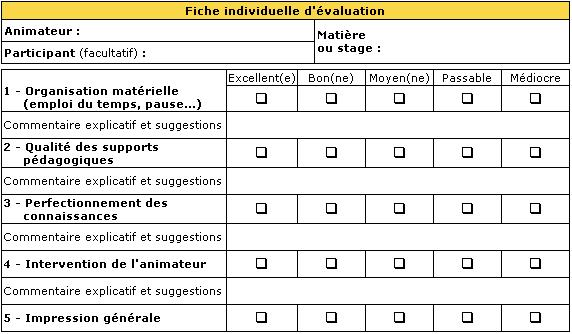 Fiche individuelle d'évaluation
Animateur :
Matière
ou stage :
Participant (facultatif) :
Excellent(e) Bon(ne) Moyen(ne) Passable Médiocre
1 - Organisation matérielle
(emploi du temps, pause...)
Commentaire explicatif et suggestions
2 - Qualité des supports
pédagogiques
Commentaire explicatif et suggestions
3 - Perfectionnement des
connaissances
Commentaire explicatif et suggestions
4 - Intervention de l'animateur
Commentaire explicatif et suggestions
5 - Impression générale